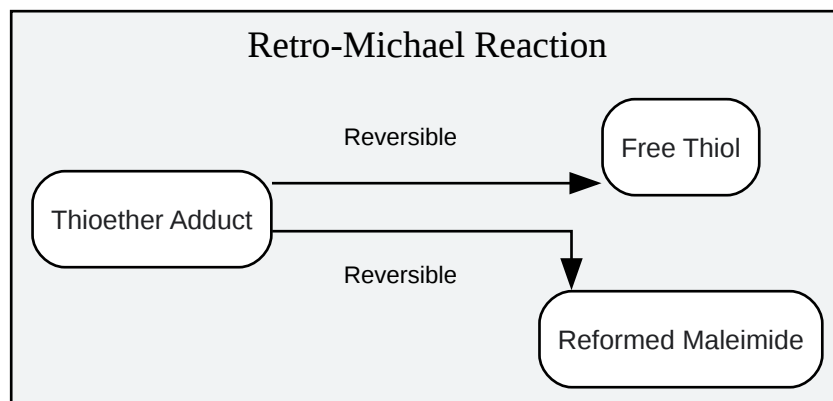 Retro-Michael Reaction
Reversible
Free Thiol
Thioether Adduct
Reversible
Reformed Maleimide